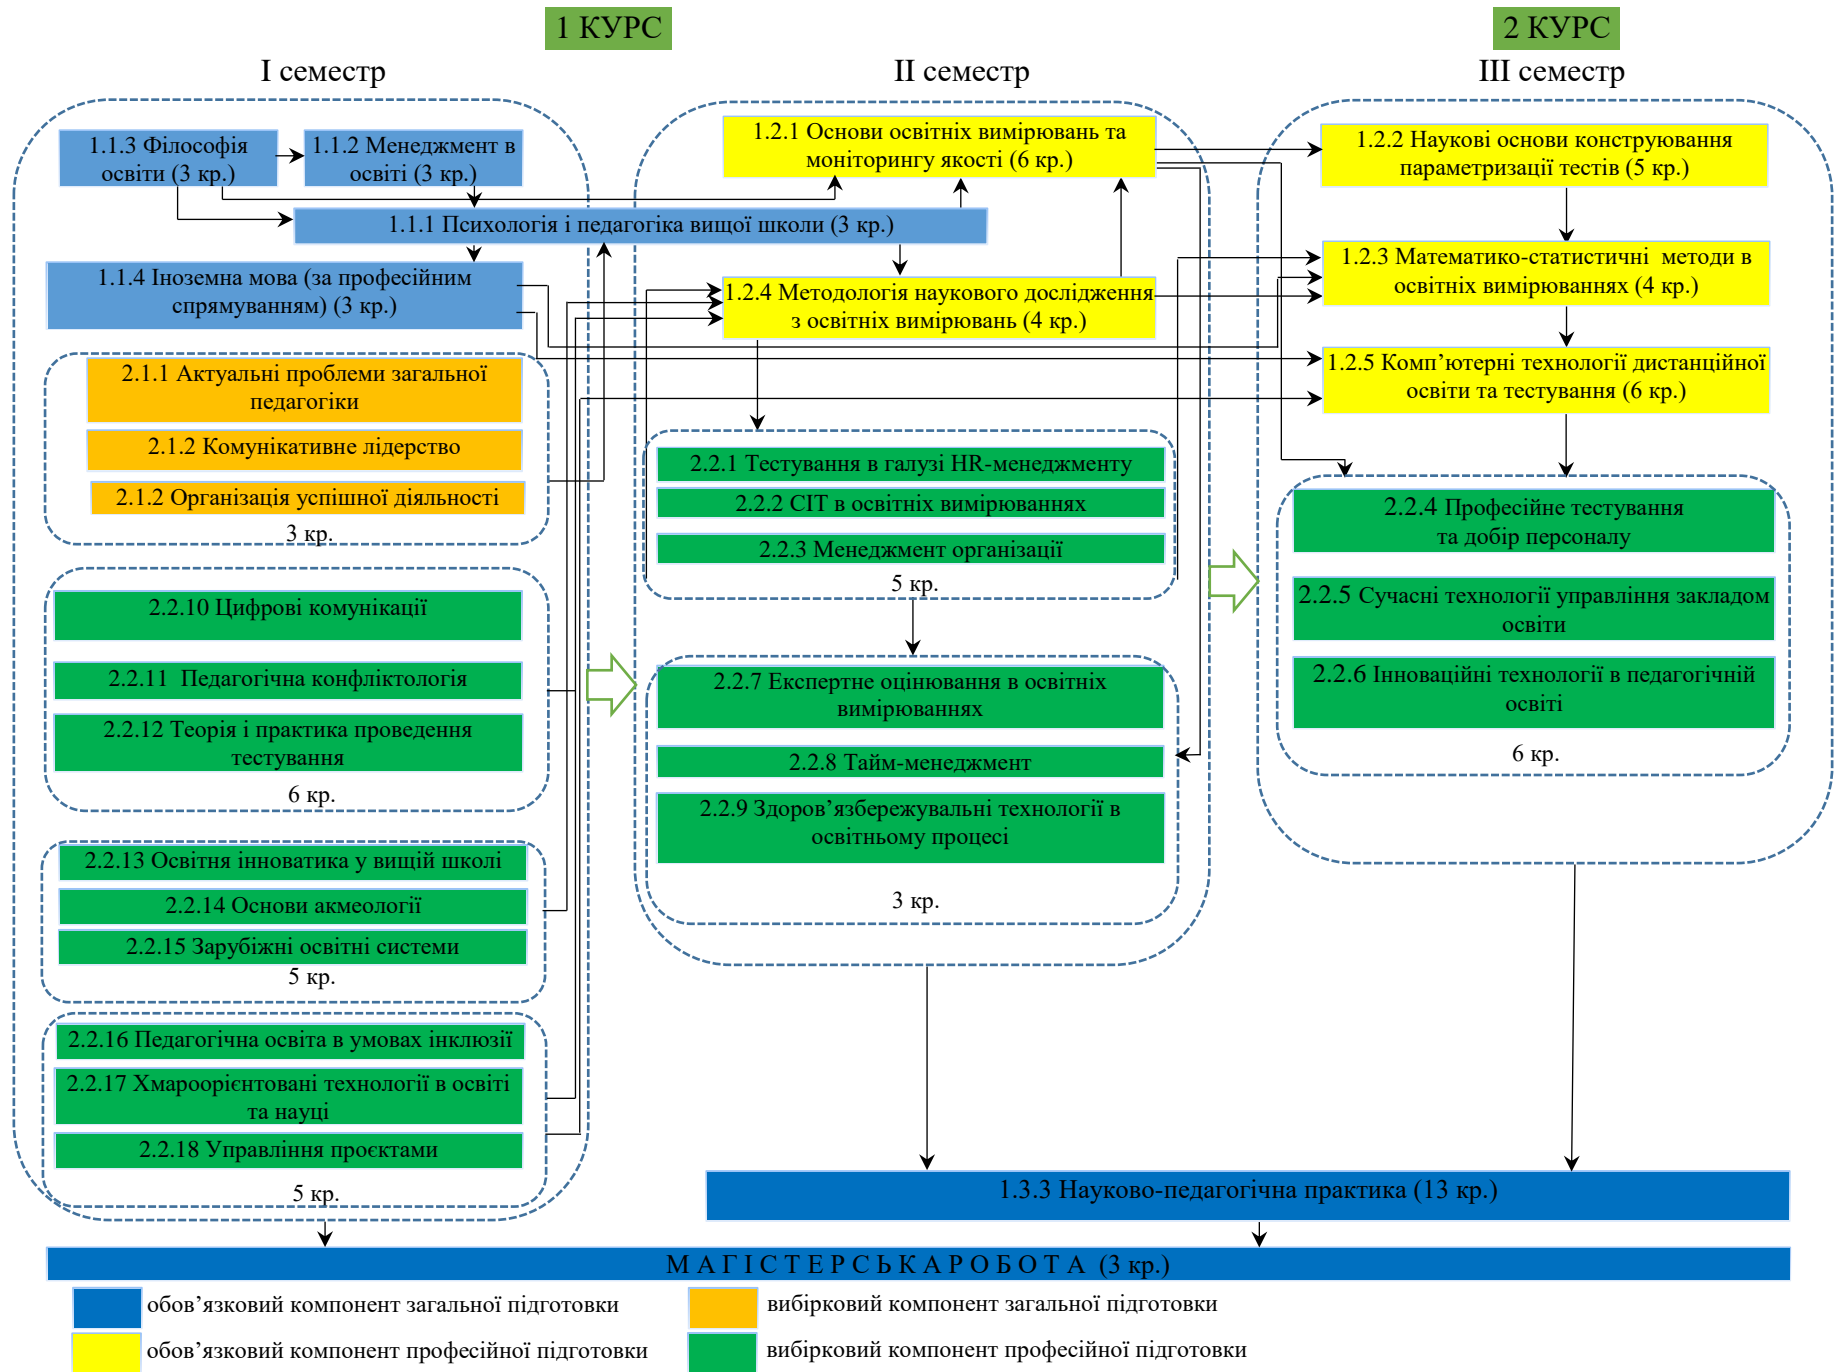 1 КУРС
2 КУРС
І семестр
ІІ семестр
ІІІ семестр
1.1.3 Філософія
освіти (3 кр.)
1.1.2 Менеджмент в
освіті (3 кр.)
1.1.1 Психологія і педагогіка вищої школи (3 кр.)
1.1.4 Іноземна мова (за професійним
спрямуванням) (3 кр.)
2.1.1 Актуальні проблеми загальної
педагогіки
2.1.2 Комунікативне лідерство
2.1.2 Організація успішної діяльності
3 кр.
2.2.10 Цифрові комунікації
2.2.11 Педагогічна конфліктологія
2.2.12 Теорія і практика проведення
тестування
6 кр.
2.2.13 Освітня інноватика у вищій школі
2.2.14 Основи акмеології
2.2.15 Зарубіжні освітні системи
5 кр.
2.2.16 Педагогічна освіта в умовах інклюзії
2.2.17 Хмароорієнтовані технології в освіті
та науці
2.2.18 Управління проєктами
5 кр.
1.2.1 Основи освітніх вимірювань та
моніторингу якості (6 кр.)
1.2.4 Методологія наукового дослідження
з освітніх вимірювань (4 кр.)
2.2.1 Тестування в галузі HR-менеджменту
2.2.2 СІТ в освітніх вимірюваннях
2.2.3 Менеджмент організації
5 кр.
2.2.7 Експертне оцінювання в освітніх
вимірюваннях
2.2.8 Тайм-менеджмент
2.2.9 Здоров’язбережувальні технології в
освітньому процесі
3 кр.
1.2.2 Наукові основи конструювання
параметризації тестів (5 кр.)
1.2.3 Математико-статистичні методи в
освітніх вимірюваннях (4 кр.)
1.2.5 Комп’ютерні технології дистанційної
освіти та тестування (6 кр.)
2.2.4 Професійне тестування
та добір персоналу
2.2.5 Сучасні технології управління закладом
освіти
2.2.6 Інноваційні технології в педагогічній
освіті
6 кр.
1.3.3 Науково-педагогічна практика (13 кр.)
М А Г І С Т Е Р С Ь К А Р О Б О Т А (3 кр.)
обов’язковий компонент загальної підготовки
вибірковий компонент загальної підготовки
обов’язковий компонент професійної підготовки
вибірковий компонент професійної підготовки